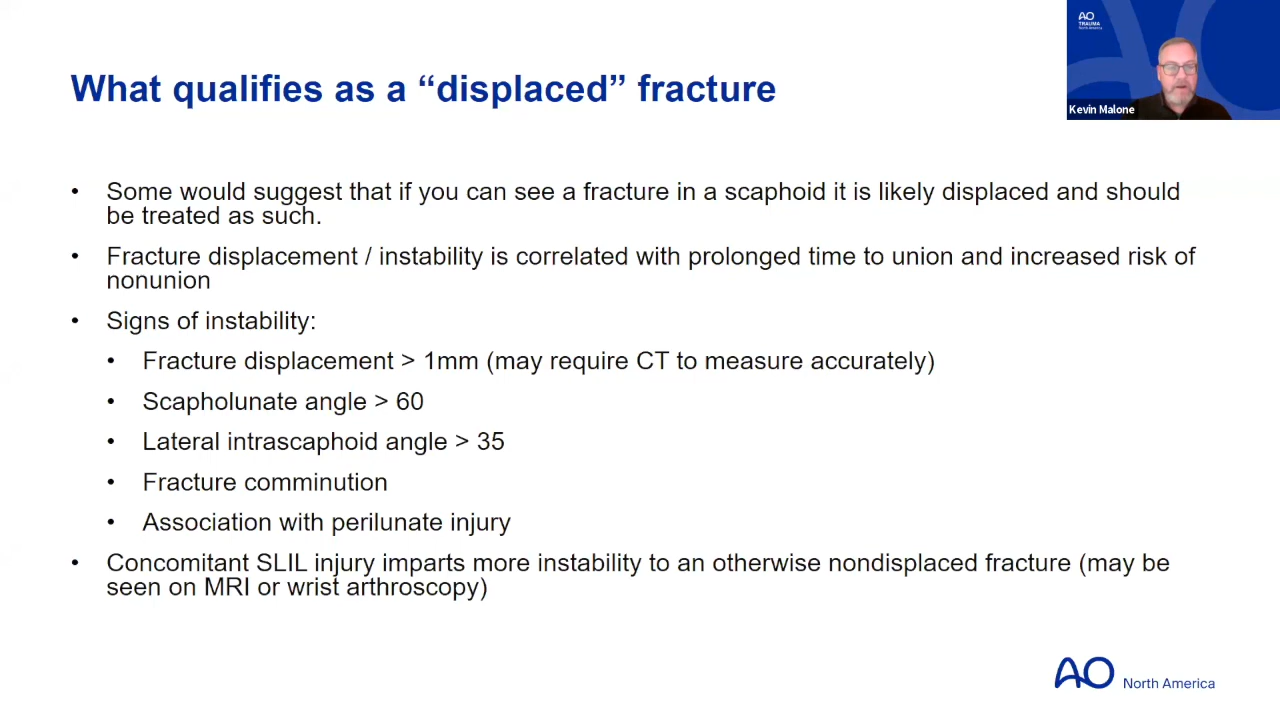 AO
TRAUMA
North America
Kevin Malone
What qualifies as a “displaced” fracture
• Some would suggest that if you can see a fracture in a scaphoid it is likely displaced and should
be treated as such.
• Fracture displacement / instability is correlated with prolonged time to union and increased risk of
nonunion
• Signs of instability:
• Fracture displacement > 1mm (may require CT to measure accurately)
• Scapholunate angle > 60
• Lateral intrascaphoid angle > 35
• Fracture comminution
• Association with perilunate injury
• Concomitant SLIL injury imparts more instability to an otherwise nondisplaced fracture (may be
seen on MRI or wrist arthroscopy)
AO North America